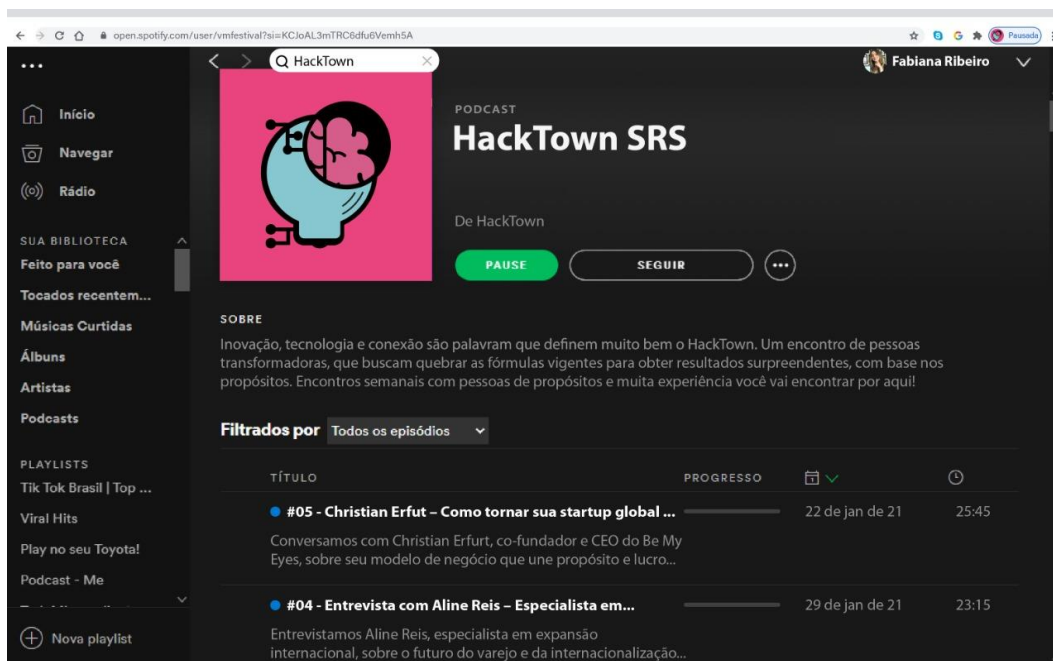 open.spotify.com/user/vmfestival?si=KCJoAL3mTRC6dfu6Vemh5A
Pausada
HackTown
Fabiana Ribeiro
Início
Navegar
Rádio
SUA BIBLIOTECA
Feito para você
Tocados recentem...
Músicas Curtidas
Álbuns
Artistas
Podcasts
PLAYLISTS
Tik Tok Brasil | Top ...
Viral Hits
Play no seu Toyota!
Podcast - Me
Nova playlist
PODCAST
HackTown SRS
De HackTown
PAUSE SEGUIR
SOBRE
Inovação, tecnologia e conexão são palavram que definem muito bem o HackTown. Um encontro de pessoas
transformadoras, que buscam quebrar as fórmulas vigentes para obter resultados surpreendentes, com base nos
propósitos. Encontros semanais com pessoas de propósitos e muita experiência você vai encontrar por aqui!
Filtrados por Todos os episódios
TÍTULO PROGRESSO
#05 - Christian Erfut – Como tornar sua startup global ... 22 de jan de 21 25:45
Conversamos com Christian Erfurt, co-fundador e CEO do Be My
Eyes, sobre seu modelo de negócio que une propósito e lucro...
#04 - Entrevista com Aline Reis – Especialista em... 29 de jan de 21 23:15
Entrevistamos Aline Reis, especialista em expansão
internacional, sobre o futuro do varejo e da internacionalização...